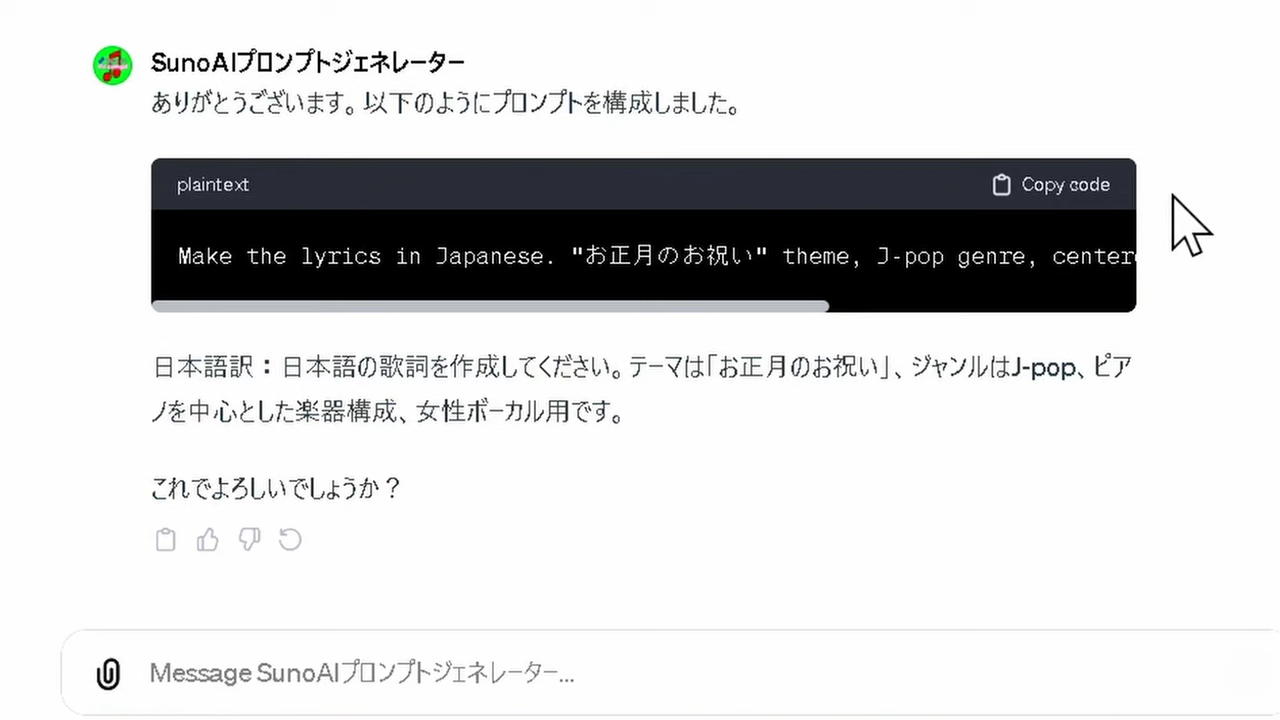 SunoAIプロンプトジェネレーター
ありがとうございます。以下のようにプロンプトを構成しました。
plaintext
Copy code
Make the lyrics in Japanese. "お正月のお祝い" theme, J-pop genre,
日本語訳：日本語の歌詞を作成してください。テーマは「お正月のお祝い」、ジャンルはJ-pop、ピア
ノを中心とした楽器構成、女性ボーカル用です。
これでよろしいでしょうか？
Message SunoAIプロンプトジェネレーター...